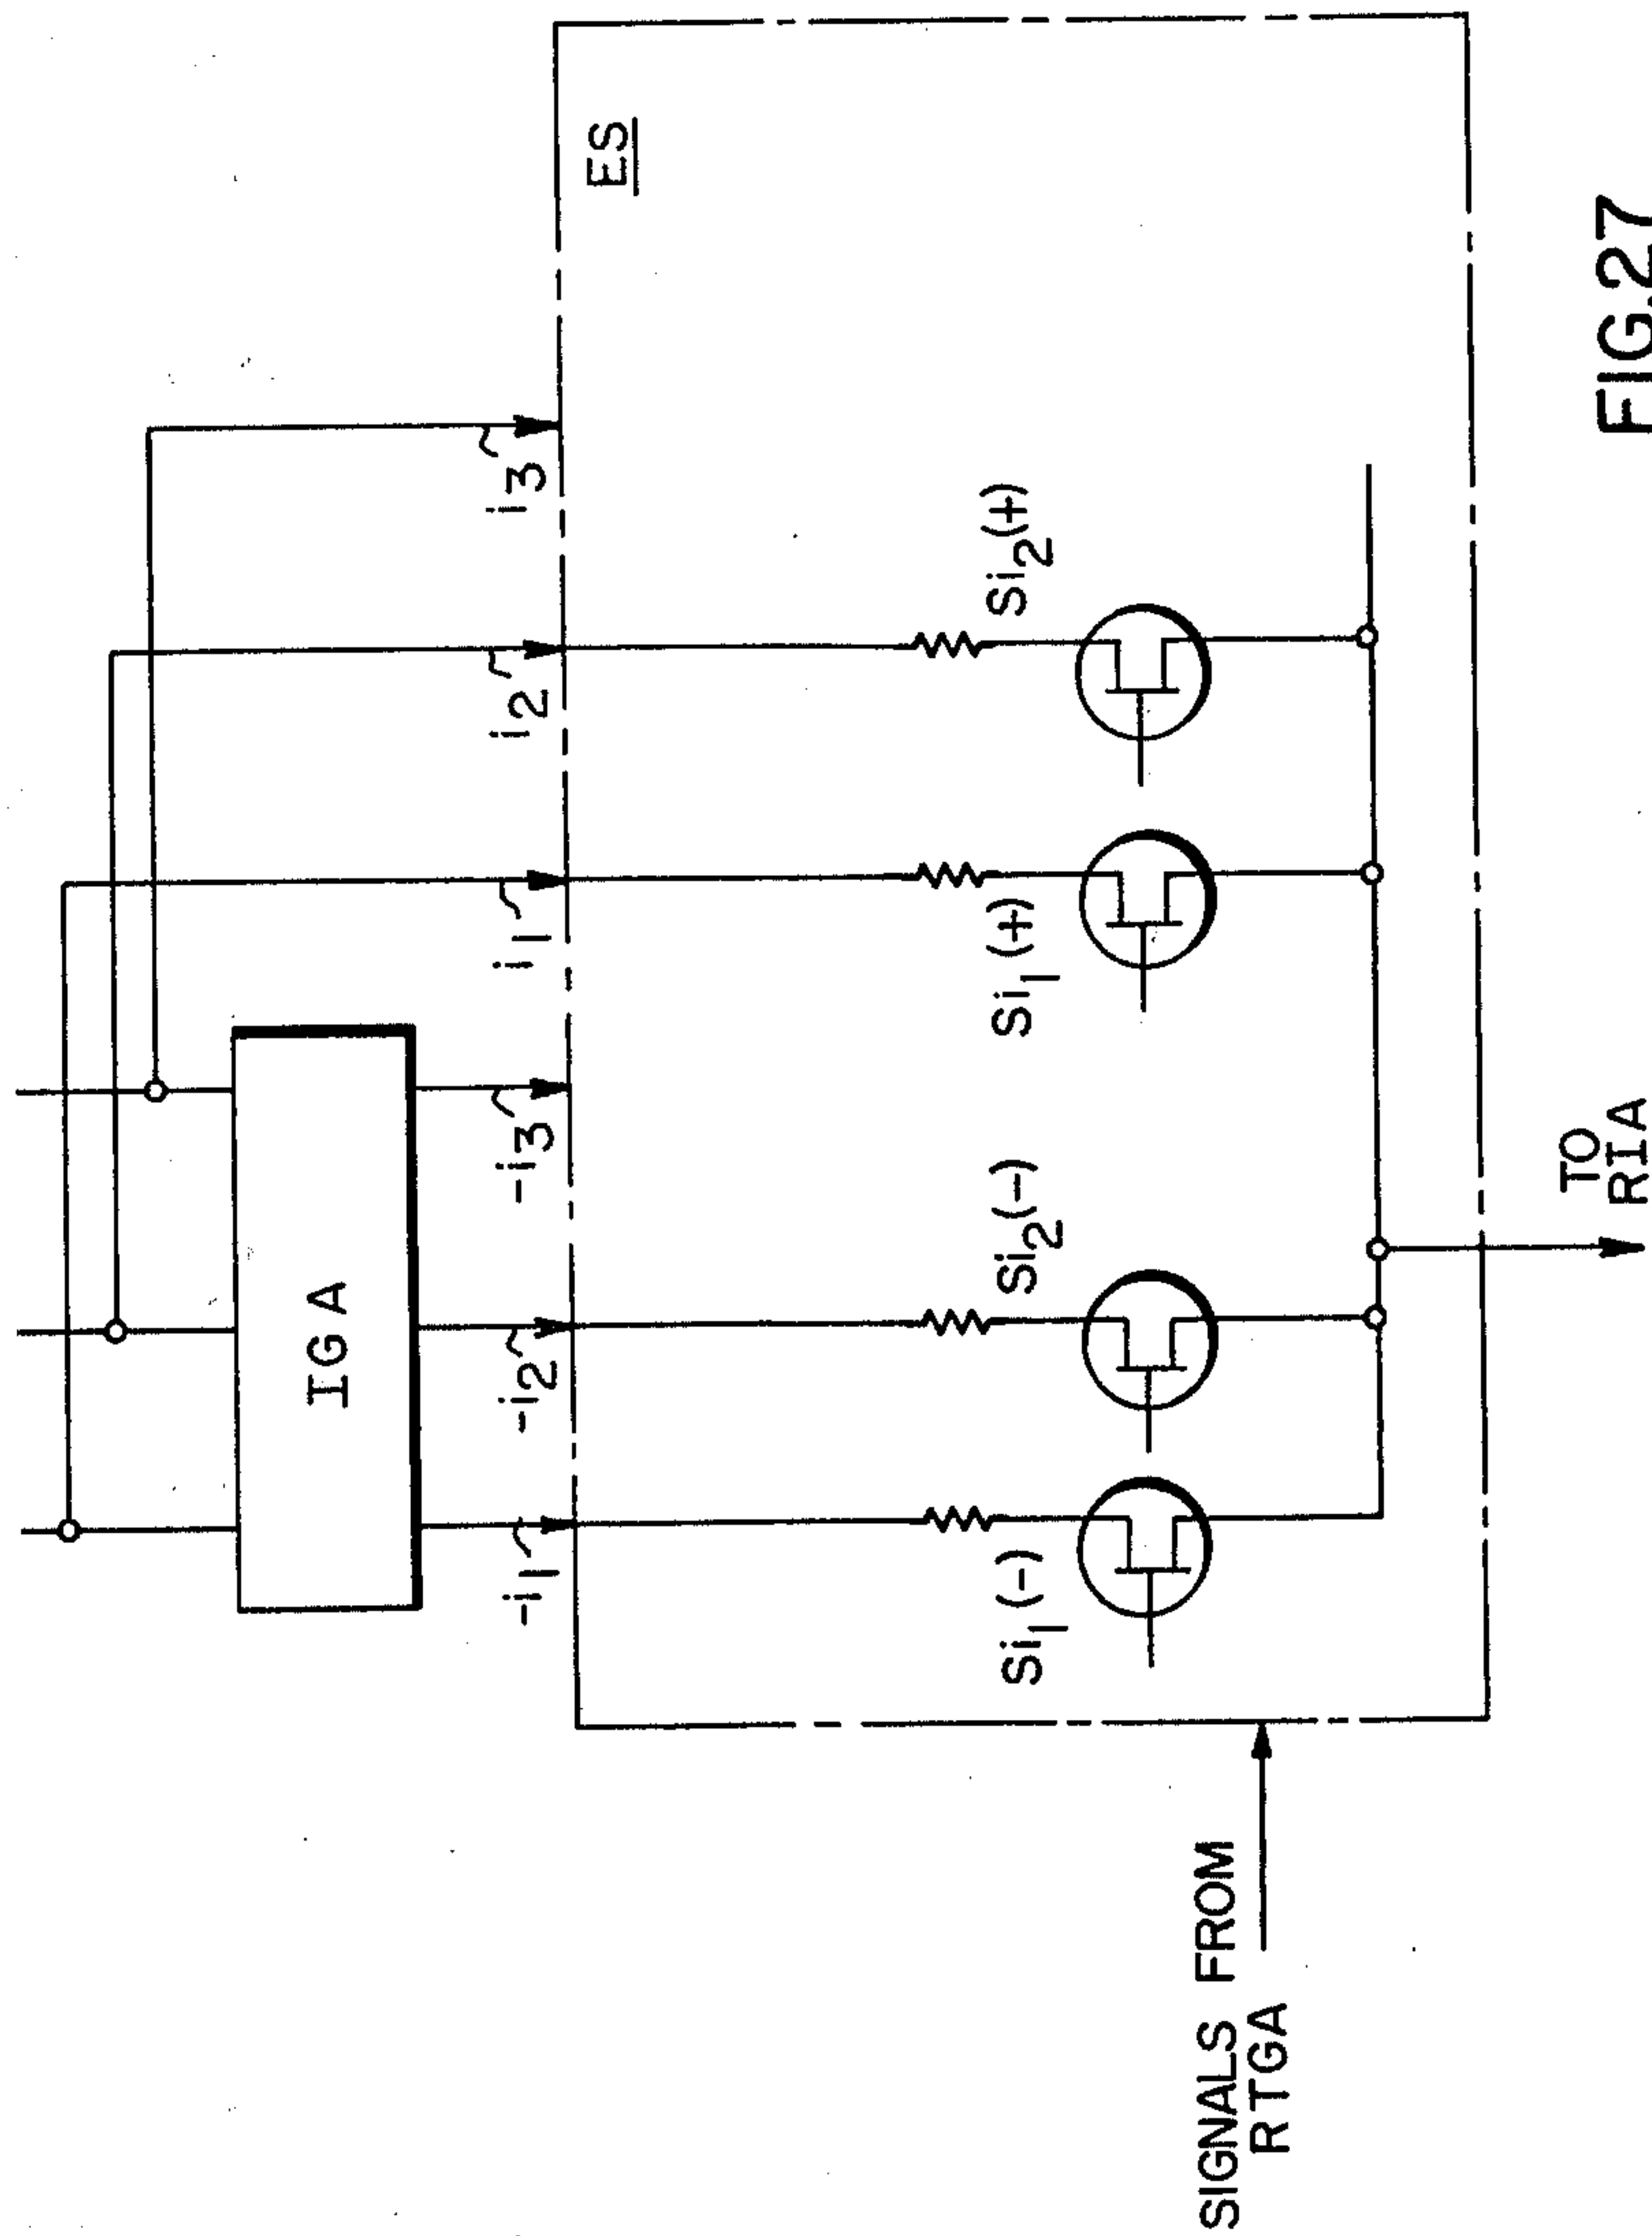 IGA
-i1
-i2
-i3
i1
i2
i3
ES
Si1(-)
Si2(-)
Si1(+)
Si2(+)
SIGNALS FROM
RTGA
TO
RIA
FIG.27